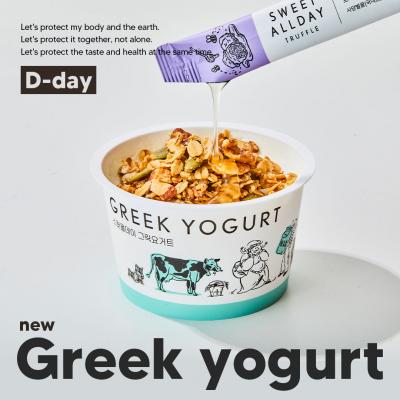 Let's protect my body and the earth.
Let's protect it together, not alone.
Let's protect the taste and health at the same time.
D-day
SWEET
ALLDAY
TRUFFLE
GREEK YOGURT
그릭요거트
new
Greek yogurt